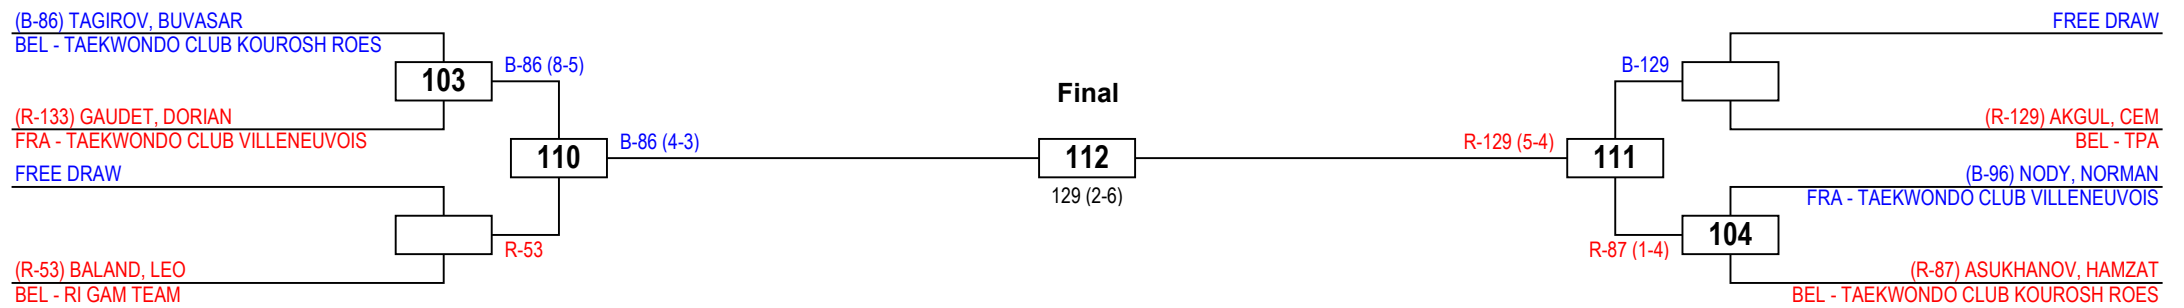 (B-86) TAGIROV, BUVASAR
BEL - TAEKWONDO CLUB KOUROSH ROES
103
B-86 (8-5)
(R-133) GAUDET, DORIAN
FRA - TAEKWONDO CLUB VILLENEUVOIS
110
B-86 (4-3)
FREE DRAW
R-53
(R-53) BALAND, LEO
BEL - RI GAM TEAM
Final
112
129 (2-6)
FREE DRAW
B-129
(R-129) AKGUL, CEM
BEL - TPA
R-129 (5-4)
111
(B-96) NODY, NORMAN
FRA - TAEKWONDO CLUB VILLENEUVOIS
104
R-87 (1-4)
(R-87) ASUKHANOV, HAMZAT
BEL - TAEKWONDO CLUB KOUROSH ROES